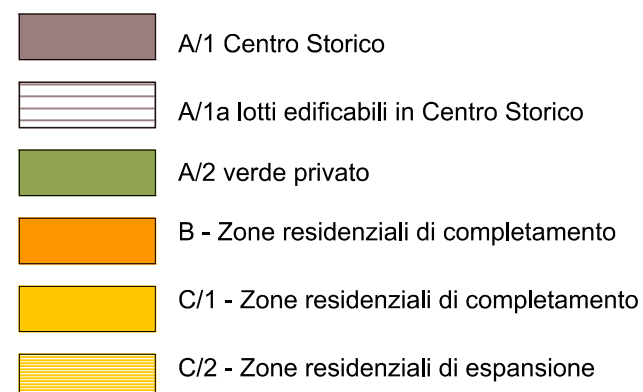 A/1 Centro Storico
A/1a lotti edificabili in Centro Storico
A/2 verde privato
B - Zone residenziali di completamento
C/1 - Zone residenziali di completamento
C/2 - Zone residenziali di espansione